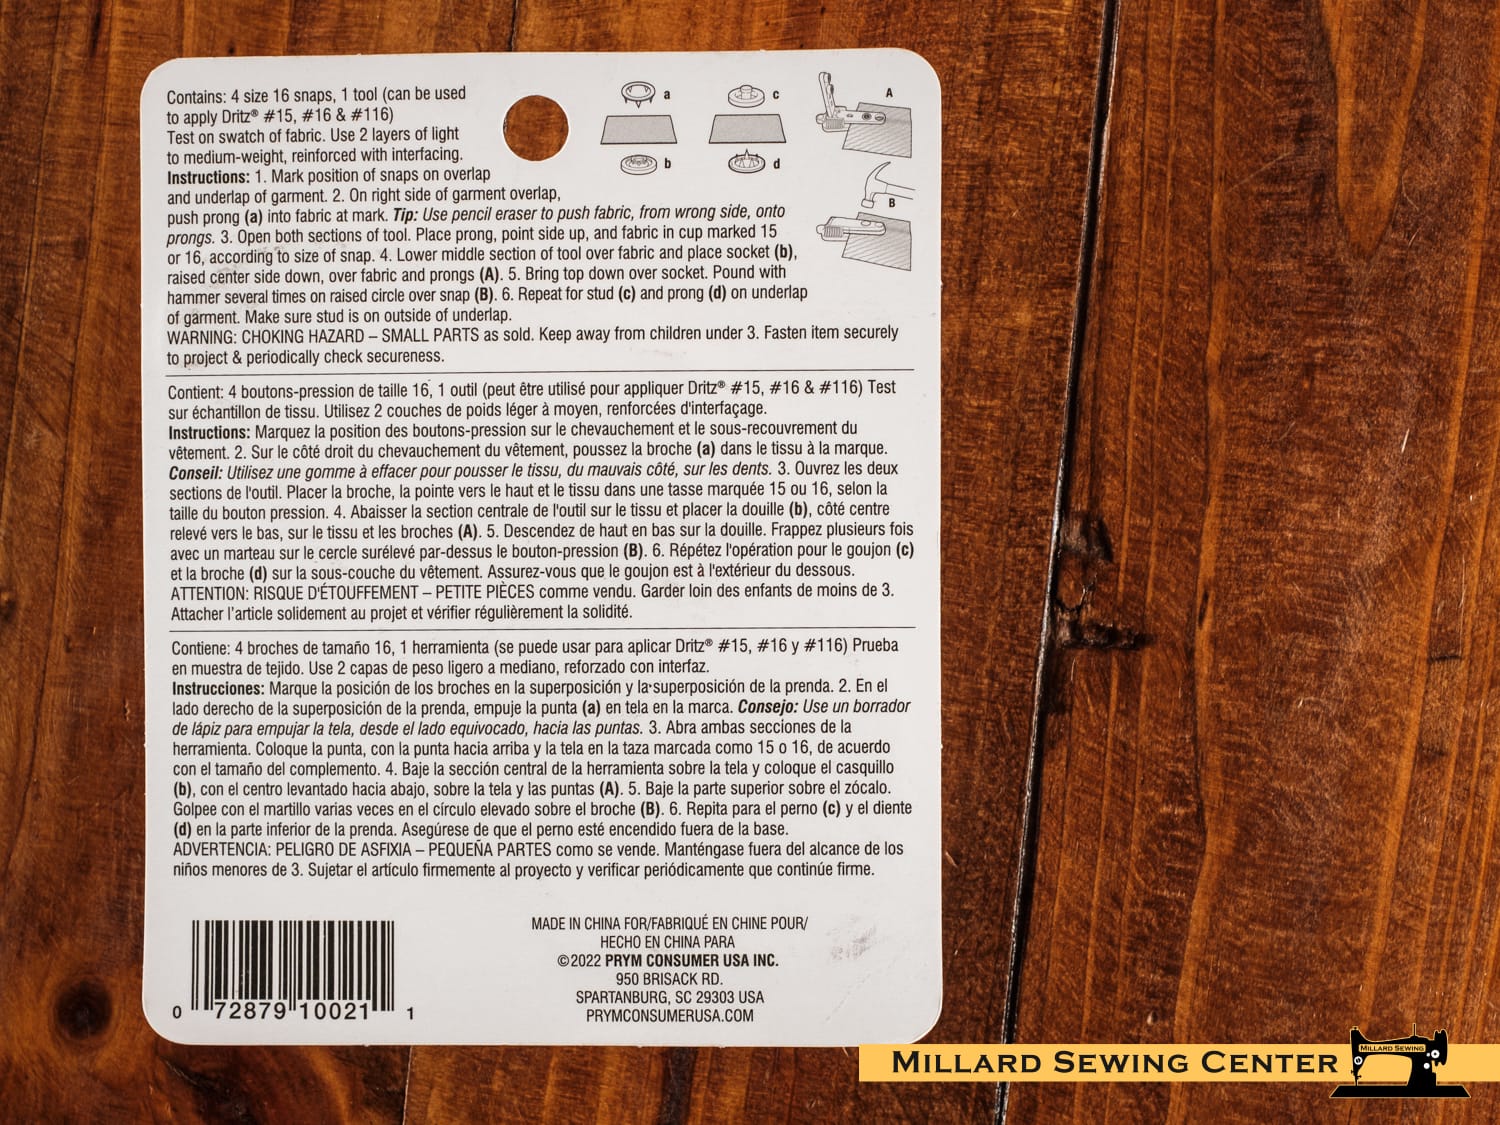 Contains: 4 size 16 snaps, 1 tool (can be used
to apply Dritz® #15, #16 & #116)
Test on swatch of fabric. Use 2 layers of light
to medium-weight, reinforced with interfacing.
Instructions: 1. Mark position of snaps on overlap
and underlap of garment. 2. On right side of garment overlap,
push prong (a) into fabric at mark. Tip: Use pencil eraser to push fabric, from wrong side, onto
prongs. 3. Open both sections of tool. Place prong, point side up, and fabric in cup marked 15
or 16, according to size of snap. 4. Lower middle section of tool over fabric and place socket (b),
raised center side down, over fabric and prongs (A). 5. Bring top down over socket. Pound with
hammer several times on raised circle over snap (B). 6. Repeat for stud (c) and prong (d) on underlap
of garment. Make sure stud is on outside of underlap.
WARNING: CHOKING HAZARD – SMALL PARTS as sold. Keep away from children under 3. Fasten item securely
to project & periodically check secureness.
a
c
b
d
A
B
Contient: 4 boutons-pression de taille 16, 1 outil (peut être utilisé pour appliquer Dritz® #15, #16 & #116) Test
sur échantillon de tissu. Utilisez 2 couches de poids léger à moyen, renforcées d'interfaçage.
Instructions: Marquez la position des boutons-pression sur le chevauchement et le sous-recouvrement du
vêtement. 2. Sur le côté droit du chevauchement du vêtement, poussez la broche (a) dans le tissu à la marque.
Conseil: Utilisez une gomme à effacer pour pousser le tissu, du mauvais côté, sur les dents. 3. Ouvrez les deux
sections de l'outil. Placer la broche, la pointe vers le haut et le tissu dans une tasse marquée 15 ou 16, selon la
taille du bouton pression. 4. Abaisser la section centrale de l'outil sur le tissu et placer la douille (b), côté centre
relevé vers le bas, sur le tissu et les broches (A). 5. Descendez de haut en bas sur la douille. Frappez plusieurs fois
avec un marteau sur le cercle surélevé par-dessus le bouton-pression (B). 6. Répétez l'opération pour le goujon (c)
et la broche (d) sur la sous-couche du vêtement. Assurez-vous que le goujon est à l'extérieur du dessous.
ATTENTION: RISQUE D'ÉTOUFFEMENT – PETITE PIÈCES comme vendu. Garder loin des enfants de moins de 3.
Attacher l'article solidement au projet et vérifier régulièrement la solidité.
Contiene: 4 broches de tamaño 16, 1 herramienta (se puede usar para aplicar Dritz® #15, #16 y #116) Prueba
en muestra de tejido. Use 2 capas de peso ligero a mediano, reforzado con interfaz.
Instrucciones: Marque la posición de los broches en la superposición y la superposición de la prenda. 2. En el
lado derecho de la superposición de la prenda, empuje la punta (a) en tela en la marca. Consejo: Use un borrador
de lápiz para empujar la tela, desde el lado equivocado, hacia las puntas. 3. Abra ambas secciones de la
herramienta. Coloque la punta, con la punta hacia arriba y la tela en la taza marcada como 15 o 16, de acuerdo
con el tamaño del complemento. 4. Baje la sección central de la herramienta sobre la tela y coloque el casquillo
(b), con el centro levantado hacia abajo, sobre la tela y las puntas (A). 5. Baje la parte superior sobre el zócalo.
Golpee con el martillo varias veces en el círculo elevado sobre el broche (B). 6. Repita para el perno (c) y el diente
(d) en la parte inferior de la prenda. Asegúrese de que el perno esté encendido fuera de la base.
ADVERTENCIA: PELIGRO DE ASFIXIA – PEQUEÑA PARTES como se vende. Manténgase fuera del alcance de los
niños menores de 3. Sujetar el artículo firmemente al proyecto y verificar periódicamente que continúe firme.
0 72879 10021 1
MADE IN CHINA FOR/FABRIQUÉ EN CHINE POUR/
HECHO EN CHINA PARA
©2022 PRYM CONSUMER USA INC.
950 BRISACK RD.
SPARTANBURG, SC 29303 USA
PRYMCONSUMERUSA.COM
MILLARD SEWING CENTER
MILLARD SEWING